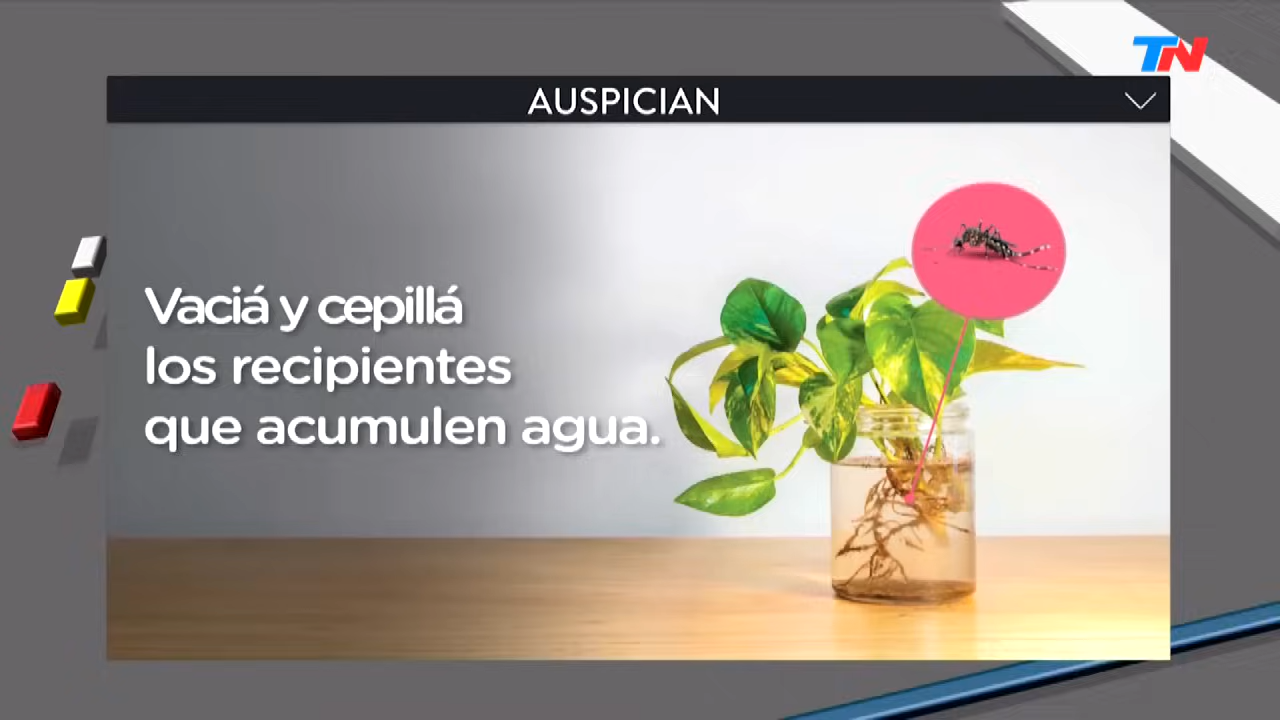 TN
AUSPICIAN
Vaciá y cepillá
los recipientes
que acumulen agua.